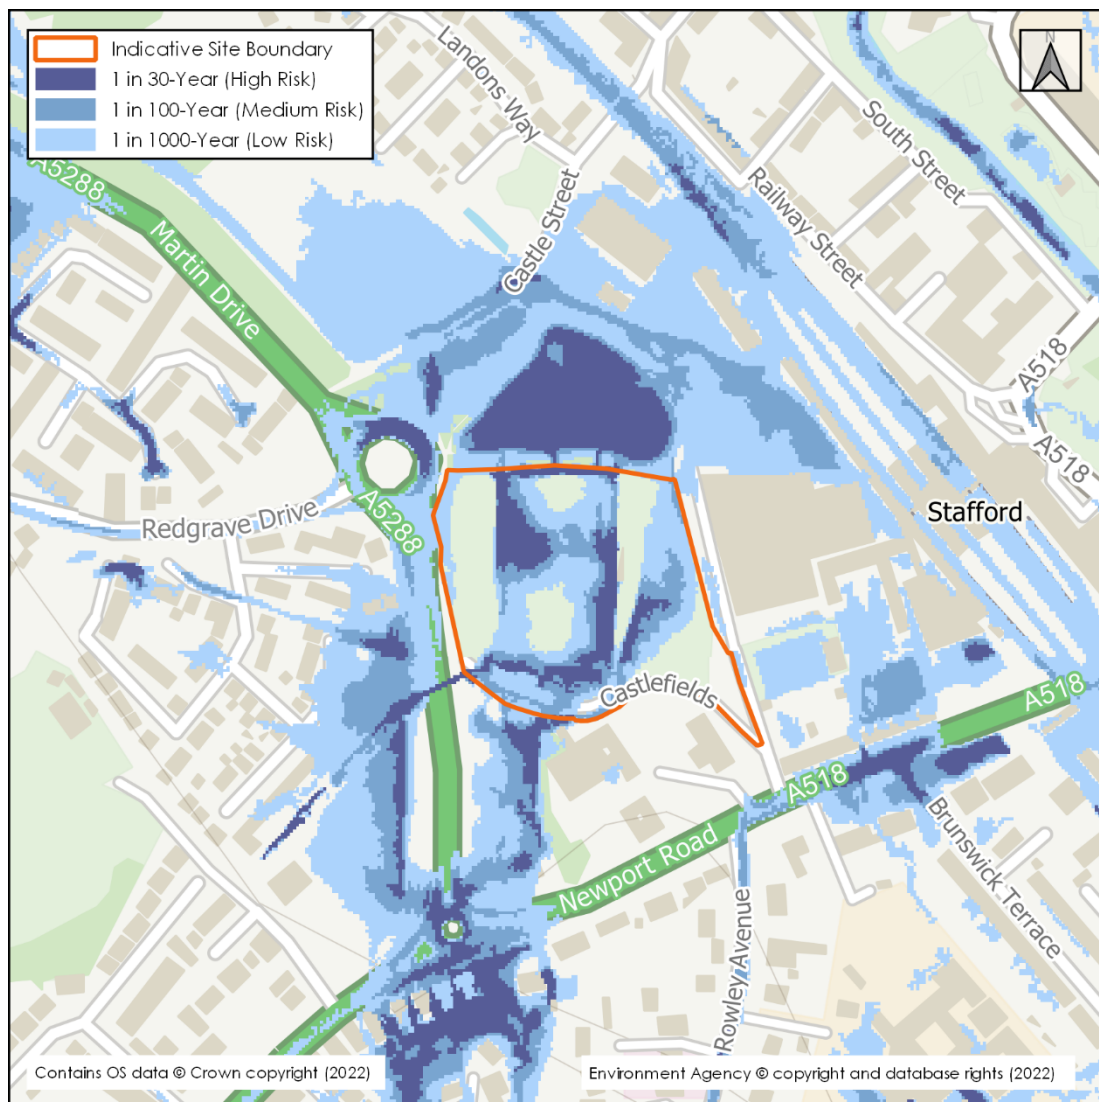 Indicative Site Boundary
1 in 30-Year (High Risk)
1 in 100-Year (Medium Risk)
1 in 1000-Year (Low Risk)
N
Landons Way
South Street
A5288
Castle Street
Railway Street
Martin Drive
A518
A518
Stafford
Redgrave Drive
A5288
Castlefields
A518
A518
Newport Road
Brunswick Terrace
Rowley Avenue
Contains OS data © Crown copyright (2022)
Environment Agency © copyright and database rights (2022)